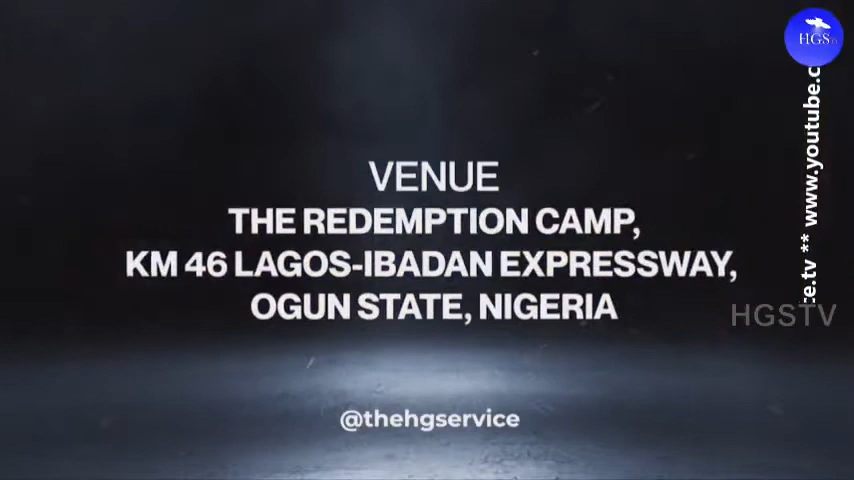 HGS
VENUE
THE REDEMPTION CAMP,
KM 46 LAGOS-IBADAN EXPRESSWAY,
OGUN STATE, NIGERIA
@thehgservice
HGSTV
e.tv ** www.youtube.c